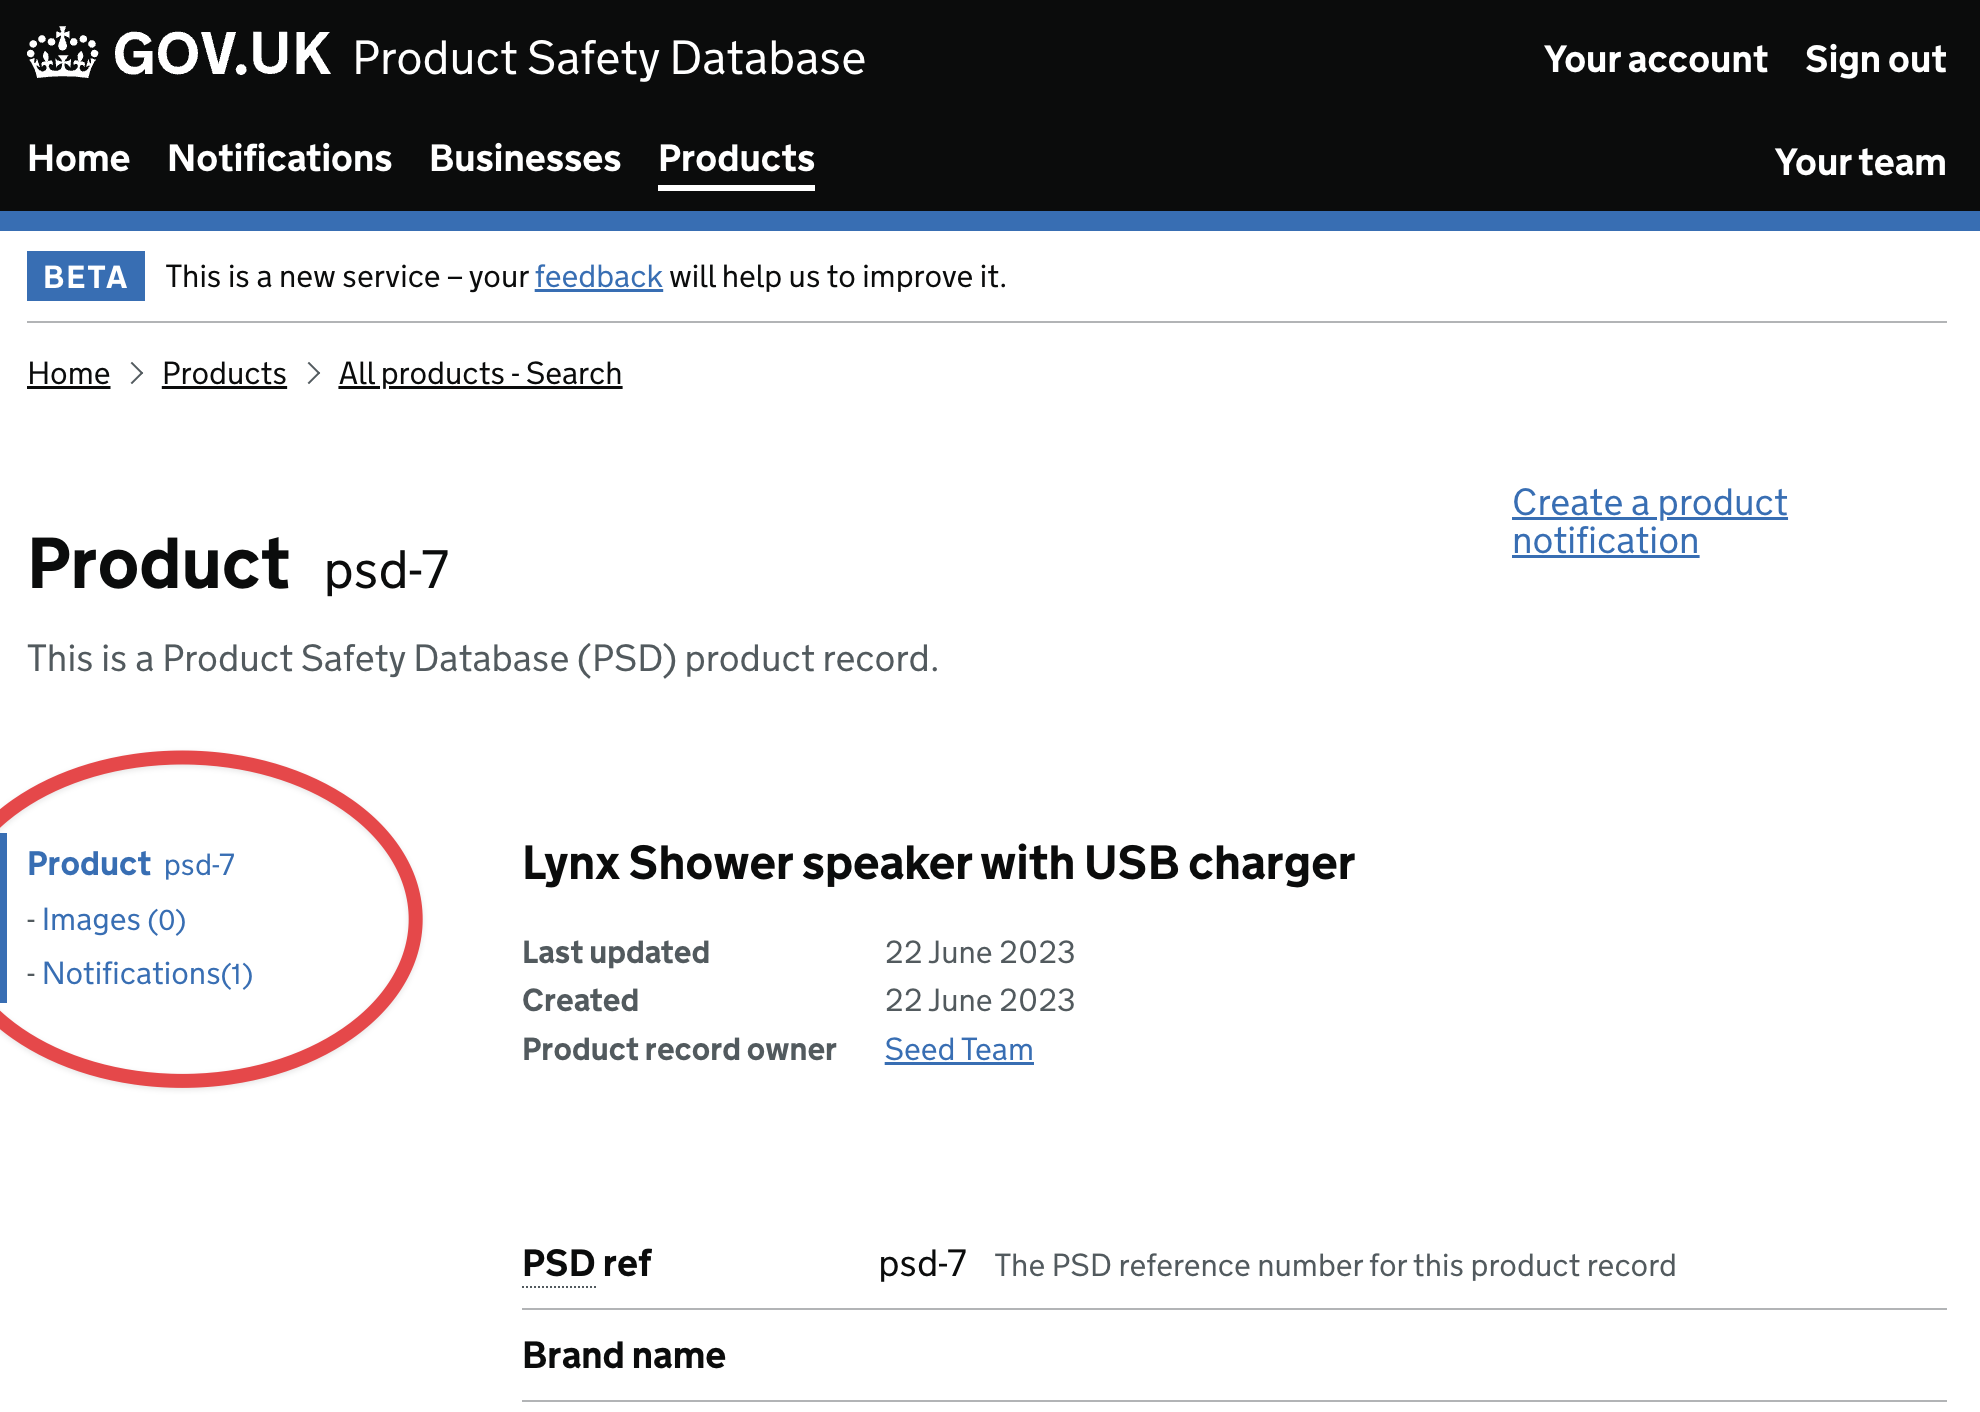 GOV.UK Product Safety Database
Your account Sign out
Home Notifications Businesses Products
Your team
BETA This is a new service – your feedback will help us to improve it.
Home > Products > All products - Search
Create a product
notification
Product psd-7
This is a Product Safety Database (PSD) product record.
Product psd-7
- Images (0)
- Notifications(1)
Lynx Shower speaker with USB charger
Last updated 22 June 2023
Created 22 June 2023
Product record owner Seed Team
PSD ref psd-7 The PSD reference number for this product record
Brand name